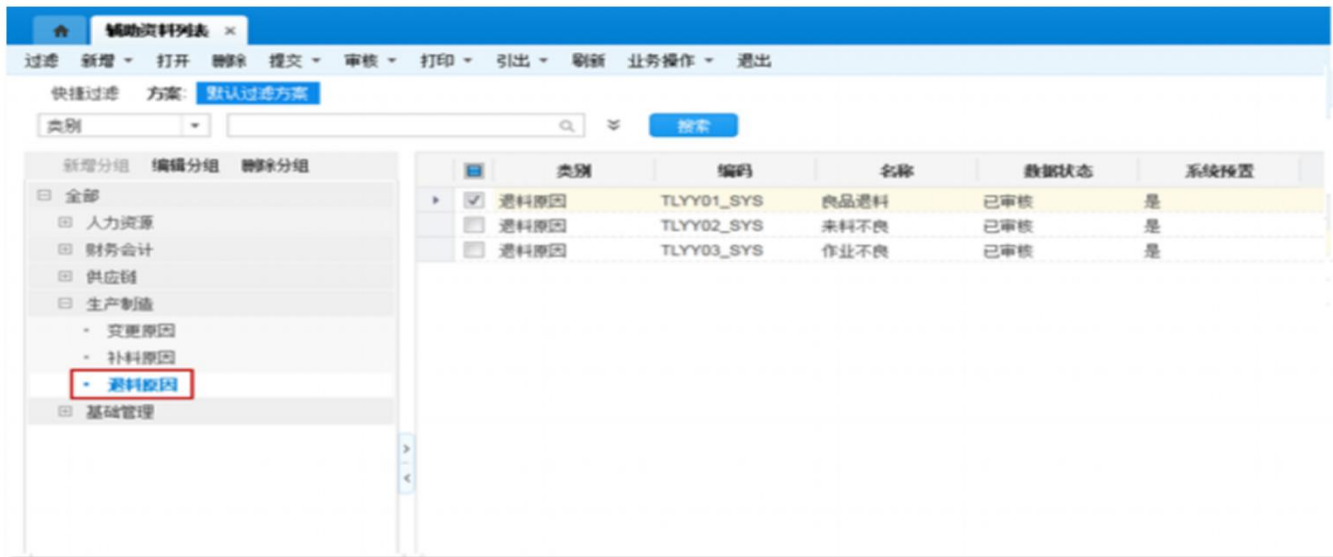 辅助资料列表 ×
过滤 新增 打开 删除 提交 审核 打印 引出 刷新 业务操作 退出
快捷过滤 方案: 默认过滤方案
类别 搜索
新增分组 编辑分组 删除分组
全部
人力资源
财务会计
供应链
生产制造
变更原因
补料原因
退料原因
基础管理
类别 编码 名称 数据状态 系统预置
退料原因 TLYY01_SYS 良品退料 已审核 是
退料原因 TLYY02_SYS 来料不良 已审核 是
退料原因 TLYY03_SYS 作业不良 已审核 是